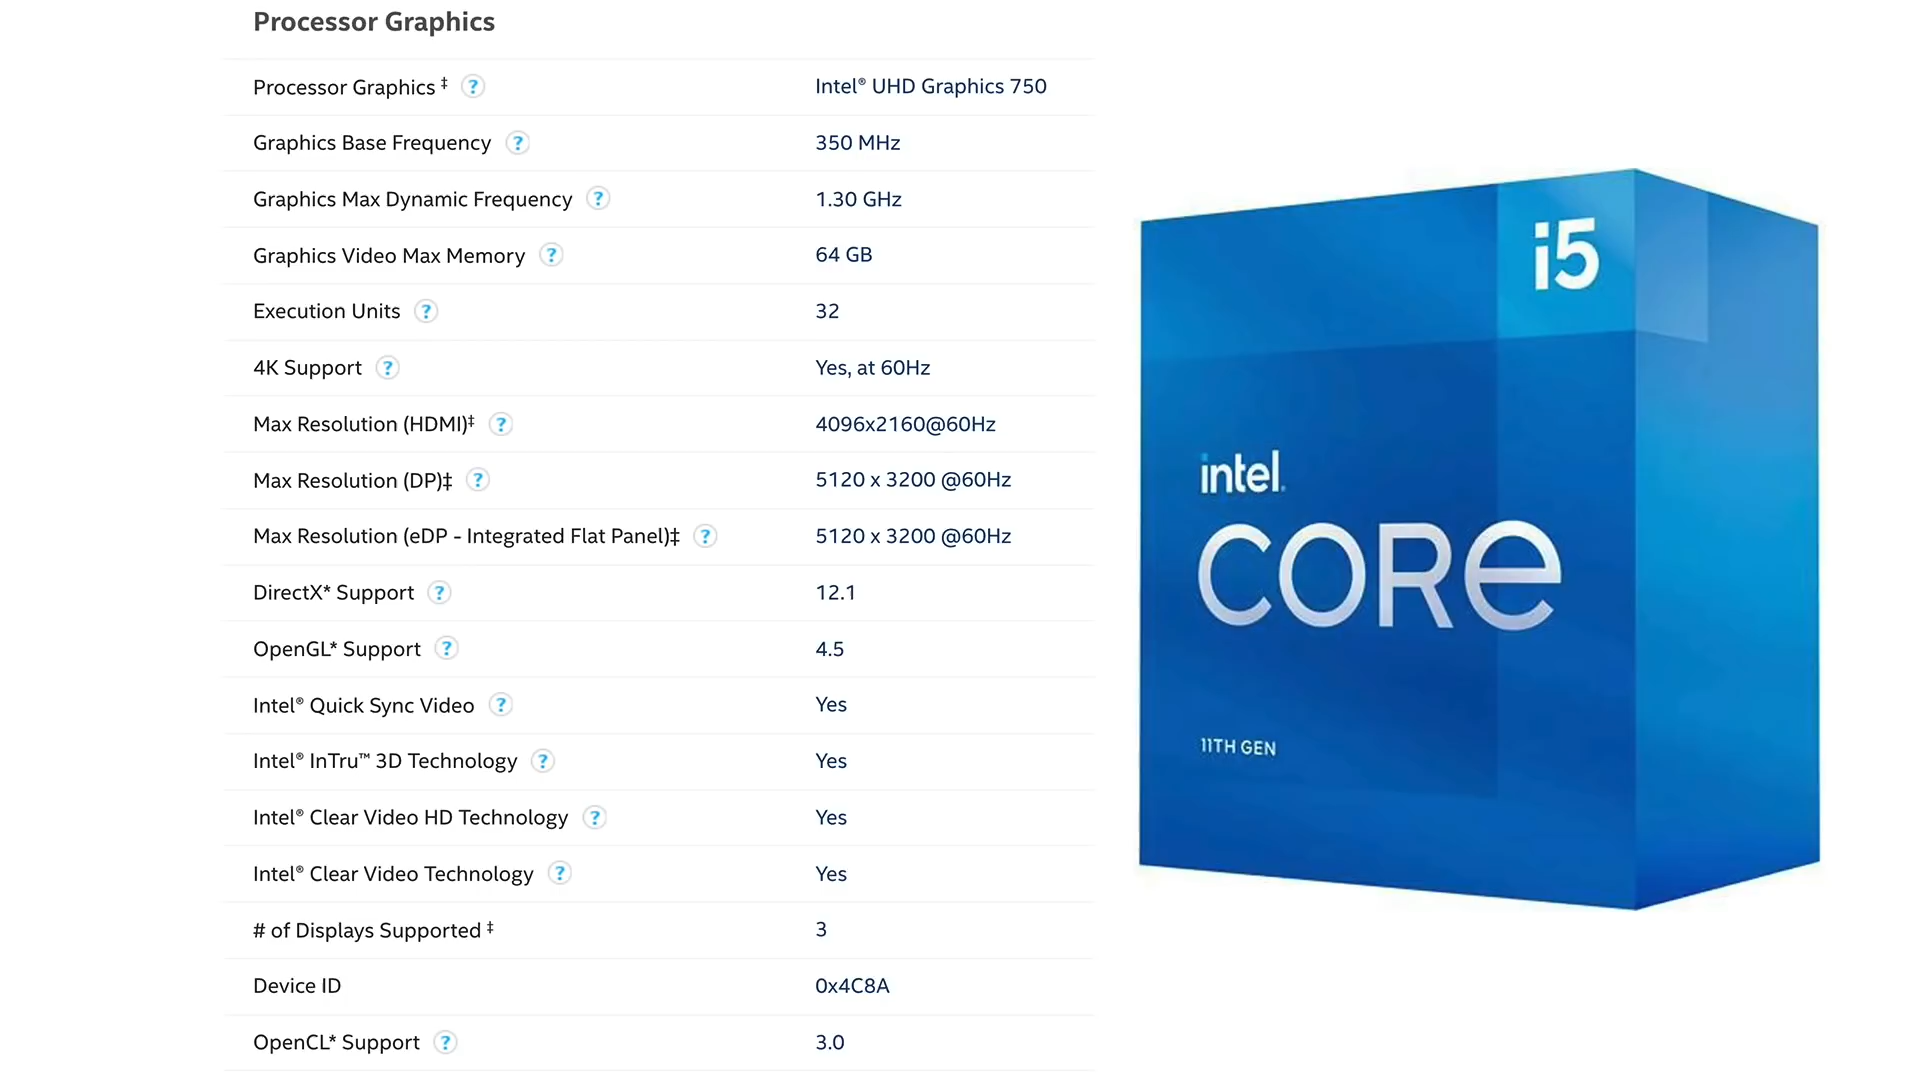 Processor Graphics
Processor Graphics ‡ ? Intel® UHD Graphics 750
Graphics Base Frequency ? 350 MHz
Graphics Max Dynamic Frequency ? 1.30 GHz
Graphics Video Max Memory ? 64 GB
Execution Units ? 32
4K Support ? Yes, at 60Hz
Max Resolution (HDMI)‡ ? 4096x2160@60Hz
Max Resolution (DP)‡ ? 5120 x 3200 @60Hz
Max Resolution (eDP - Integrated Flat Panel)‡ ? 5120 x 3200 @60Hz
DirectX* Support ? 12.1
OpenGL* Support ? 4.5
Intel® Quick Sync Video ? Yes
Intel® InTru™ 3D Technology ? Yes
Intel® Clear Video HD Technology ? Yes
Intel® Clear Video Technology ? Yes
# of Displays Supported ‡ 3
Device ID 0x4C8A
OpenCL* Support ? 3.0
i5
intel.
CORe
11TH GEN